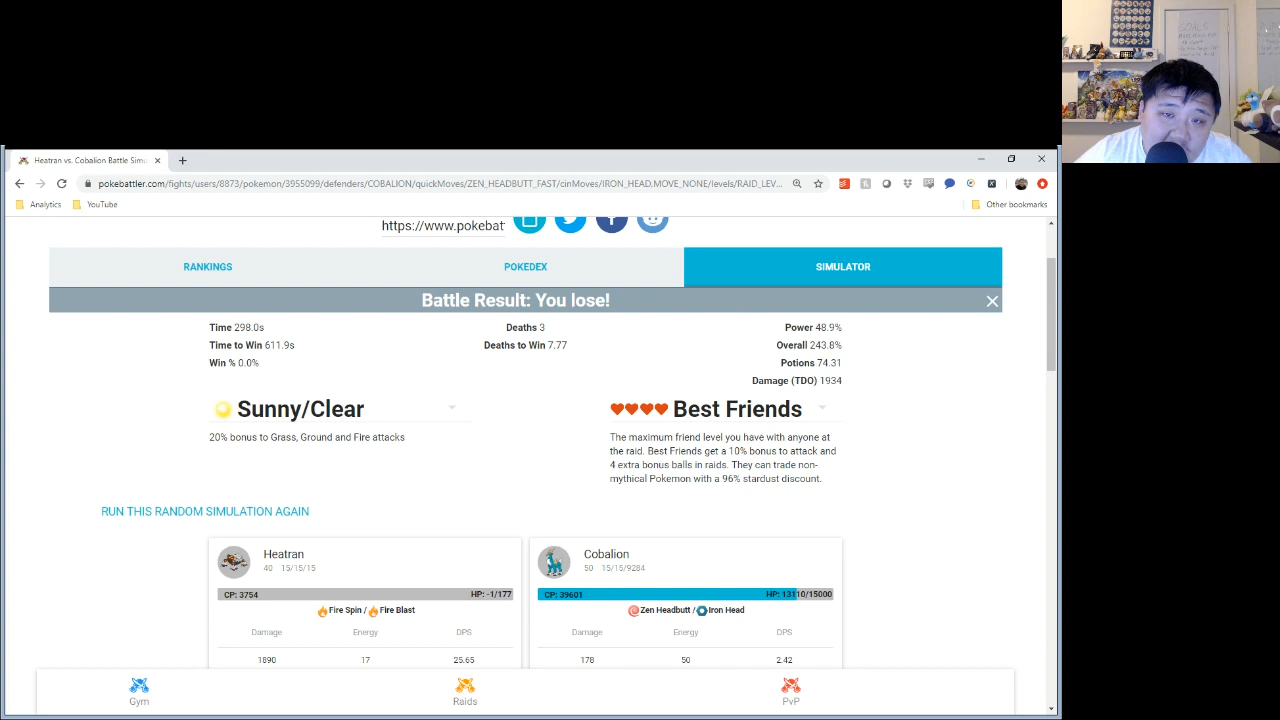 GOALS
Heatran vs. Cobalion Battle Simu
pokebattler.com/fights/users/8873/pokemon/3955099/defenders/COBALION/quickMoves/ZEN_HEADBUTT_FAST/cinMoves/IRON_HEAD.MOVE_NONE/levels/RAID_LEV...
Analytics YouTube Other bookmarks
https://www.pokebat
RANKINGS POKEDEX SIMULATOR
Battle Result: You lose!
Time 298.0s Deaths 3 Power 48.9%
Time to Win 611.9s Deaths to Win 7.77 Overall 243.8%
Win % 0.0% Potions 74.31
Damage (TDO) 1934
Sunny/Clear Best Friends
20% bonus to Grass, Ground and Fire attacks
The maximum friend level you have with anyone at
the raid. Best Friends get a 10% bonus to attack and
4 extra bonus balls in raids. They can trade non-
mythical Pokemon with a 96% stardust discount.
RUN THIS RANDOM SIMULATION AGAIN
Heatran
40 15/15/15
CP: 3754 HP: -1/177
Fire Spin / Fire Blast
Damage Energy DPS
1890 17 25.65
Cobalion
50 15/15/9284
CP: 39601 HP: 13110/15000
Zen Headbutt / Iron Head
Damage Energy DPS
178 50 2.42
Gym Raids PvP